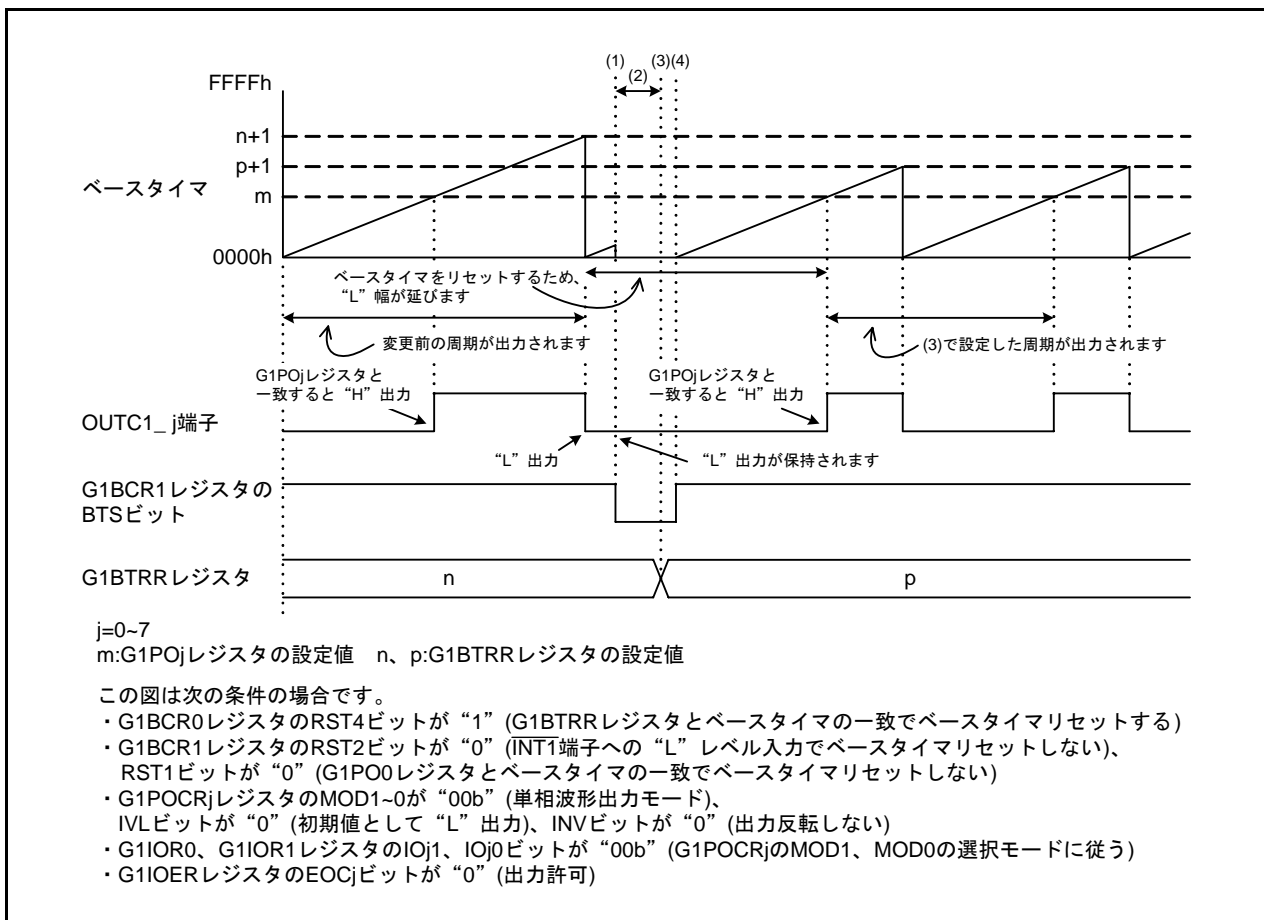 (1)
(3)(4)
(2)
FFFFh
n+1
p+1
ベースタイマ
m
0000h
ベースタイマをリセットするため、
“L”幅が延びます
変更前の周期が出力されます
(3)で設定した周期が出力されます
G1POjレジスタと
一致すると“H”出力
G1POjレジスタと
一致すると“H”出力
OUTC1_ j端子
“L”出力
“L”出力が保持されます
G1BCR1レジスタの
BTSビット
G1BTRRレジスタ
n
p
j=0~7
m:G1POjレジスタの設定値　n、p:G1BTRRレジスタの設定値
この図は次の条件の場合です。
・G1BCR0レジスタのRST4ビットが“1”(G1BTRRレジスタとベースタイマの一致でベースタイマリセットする)
・G1BCR1レジスタのRST2ビットが“0”(INT1端子への“L”レベル入力でベースタイマリセットしない)、
RST1ビットが“0”(G1PO0レジスタとベースタイマの一致でベースタイマリセットしない)
・G1POCRjレジスタのMOD1~0が“00b”(単相波形出力モード)、
IVLビットが“0”(初期値として“L”出力)、INVビットが“0”(出力反転しない)
・G1IOR0、G1IOR1レジスタのIOj1、IOj0ビットが“00b”(G1POCRjのMOD1、MOD0の選択モードに従う)
・G1IOERレジスタのEOCjビットが“0”(出力許可)